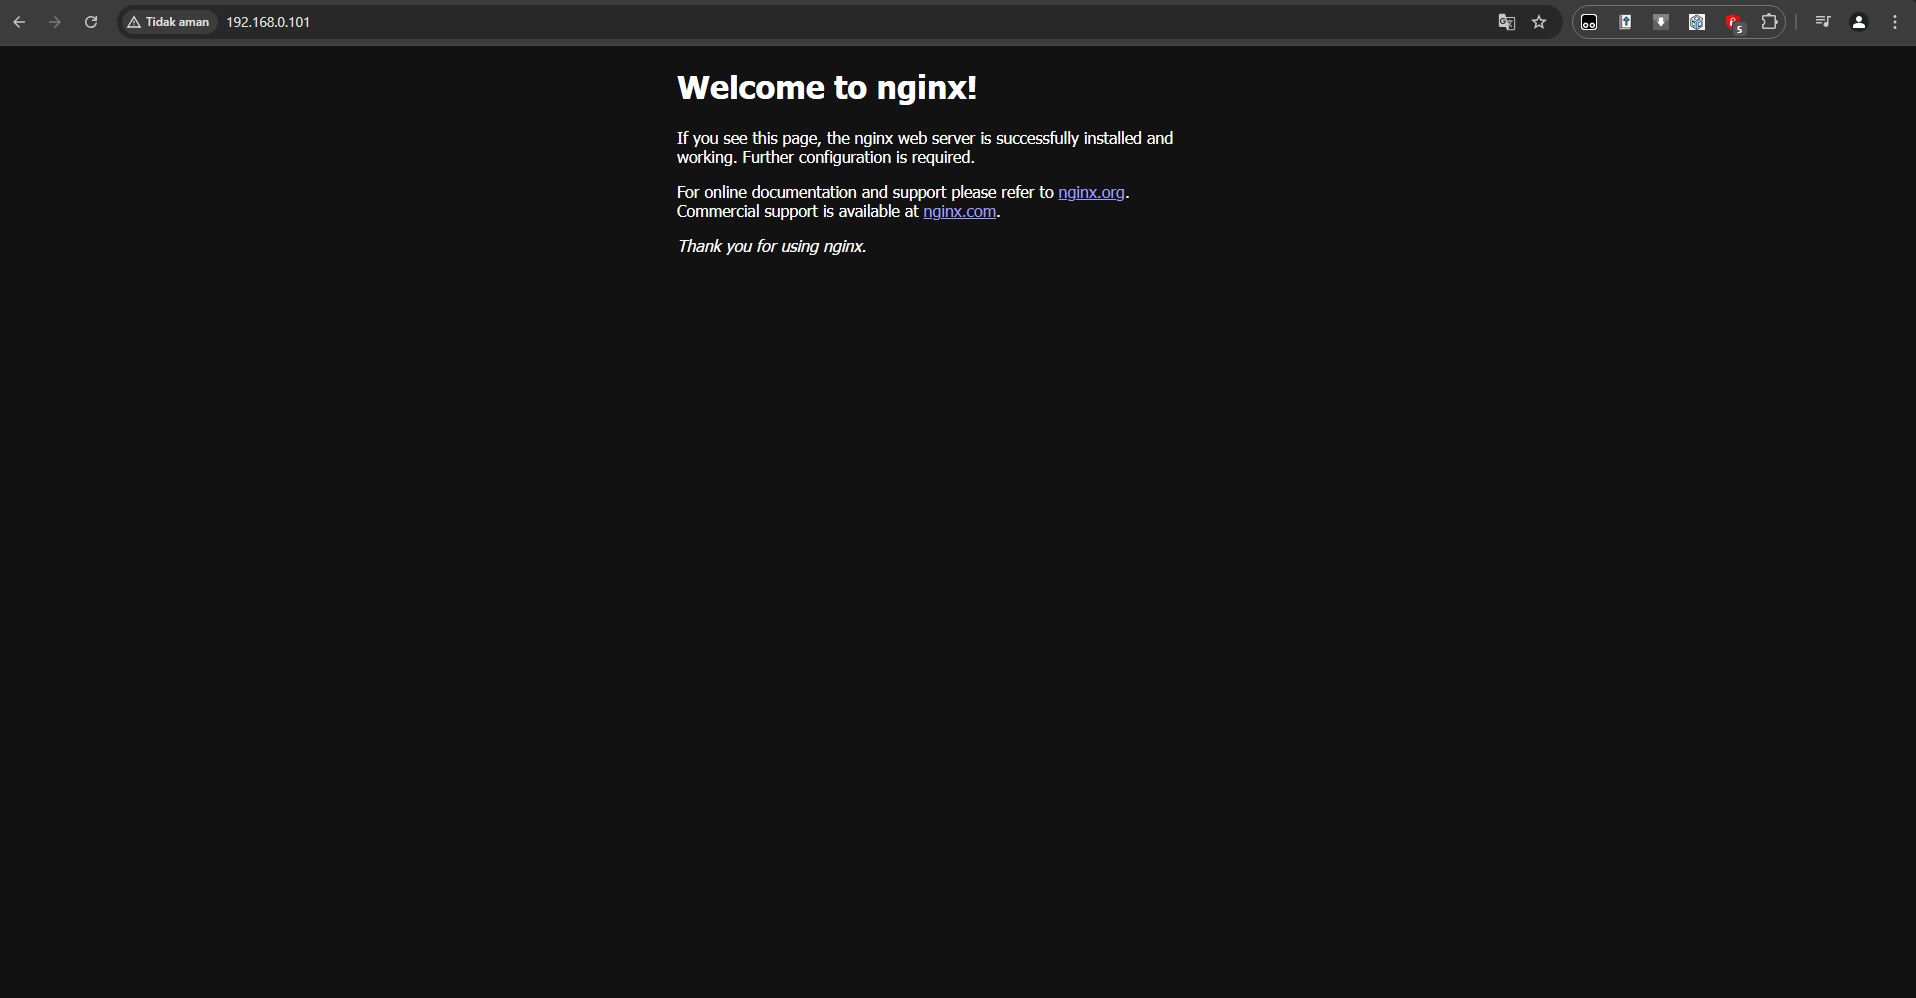 Tidak aman 192.168.0.101
5
Welcome to nginx!
If you see this page, the nginx web server is successfully installed and
working. Further configuration is required.
For online documentation and support please refer to nginx.org.
Commercial support is available at nginx.com.
Thank you for using nginx.